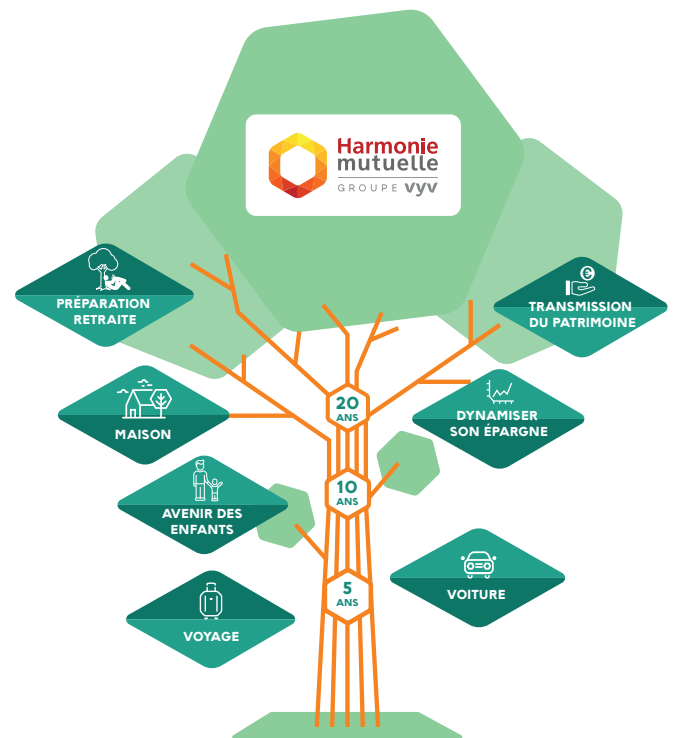 Harmonie
mutuelle
GROUPE vyv
PRÉPARATION
RETRAITE
TRANSMISSION
DU PATRIMOINE
MAISON
20
ANS
DYNAMISER
SON ÉPARGNE
AVENIR DES
ENFANTS
10
ANS
VOYAGE
5
ANS
VOITURE